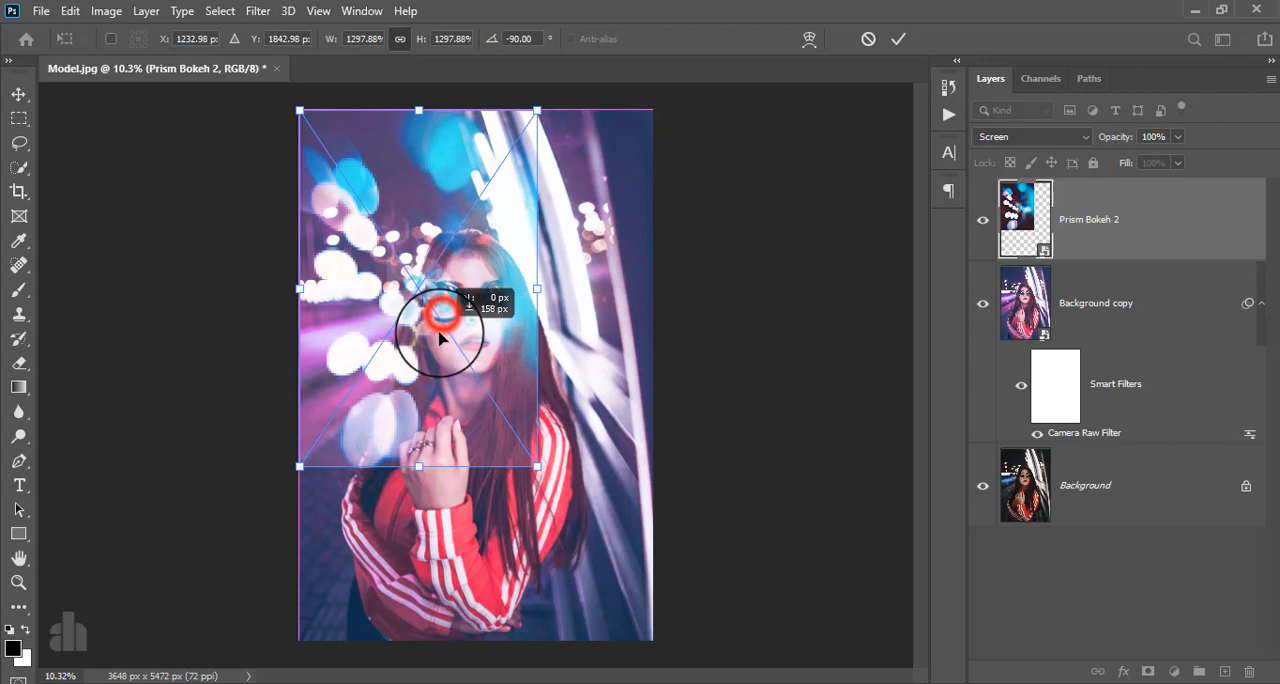 Ps File Edit Image Layer Type Select Filter 3D View Window Help
X: 1232.98 p Y: 1842.98 p W: 1297.88% H: 1297.88% -90.00 ° Anti-alias
Model.jpg @ 10.3% (Prism Bokeh 2, RGB/8) * ×
Layers Channels Paths
Kind
Screen Opacity: 100%
Lock: Fill: 100%
Prism Bokeh 2
Background copy
0 px
158 px
Smart Filters
Camera Raw Filter
Background
ah
10.32% 3648 px x 5472 px (72 ppi)